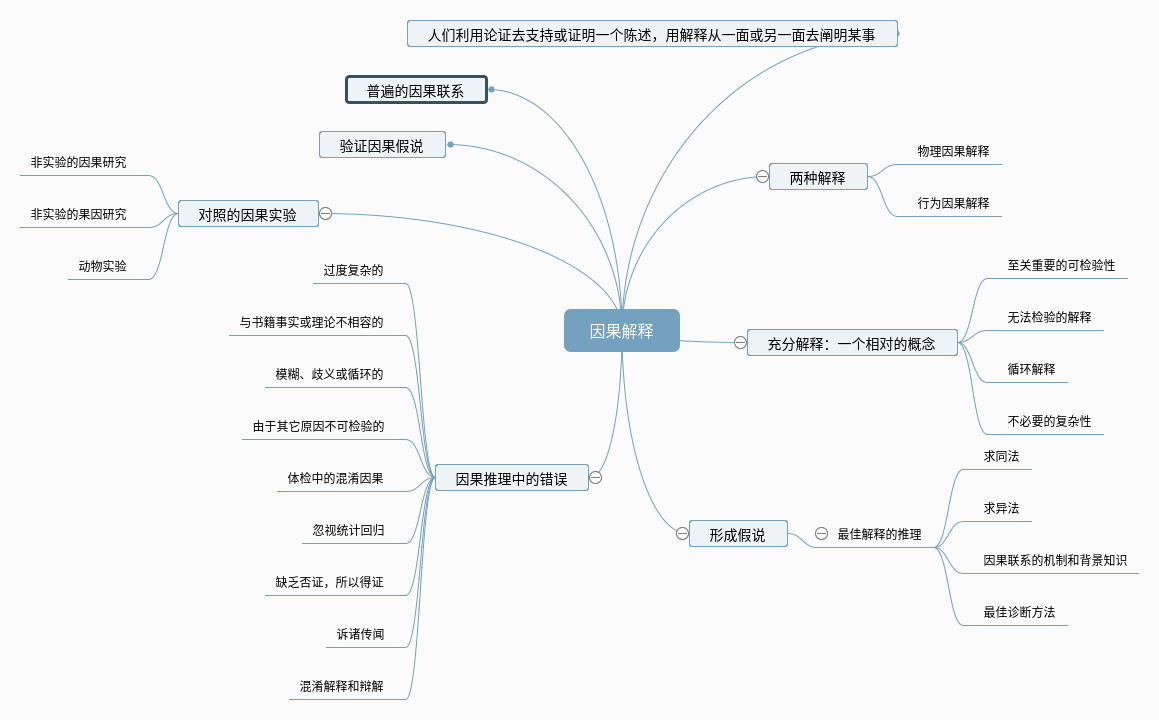 因果解释
人们利用论证去支持或证明一个陈述，用解释从一面或另一面去阐明某事
两种解释
物理因果解释
行为因果解释
充分解释：一个相对的概念
至关重要的可检验性
无法检验的解释
循环解释
不必要的复杂性
形成假说
最佳解释的推理
求同法
求异法
因果联系的机制和背景知识
最佳诊断方法
普遍的因果联系
验证因果假说
对照的因果实验
非实验的因果研究
非实验的果因研究
动物实验
因果推理中的错误
过度复杂的
与书籍事实或理论不相容的
模糊、歧义或循环的
由于其它原因不可检验的
体检中的混淆因果
忽视统计回归
缺乏否证，所以得证
诉诸传闻
混淆解释和辩解